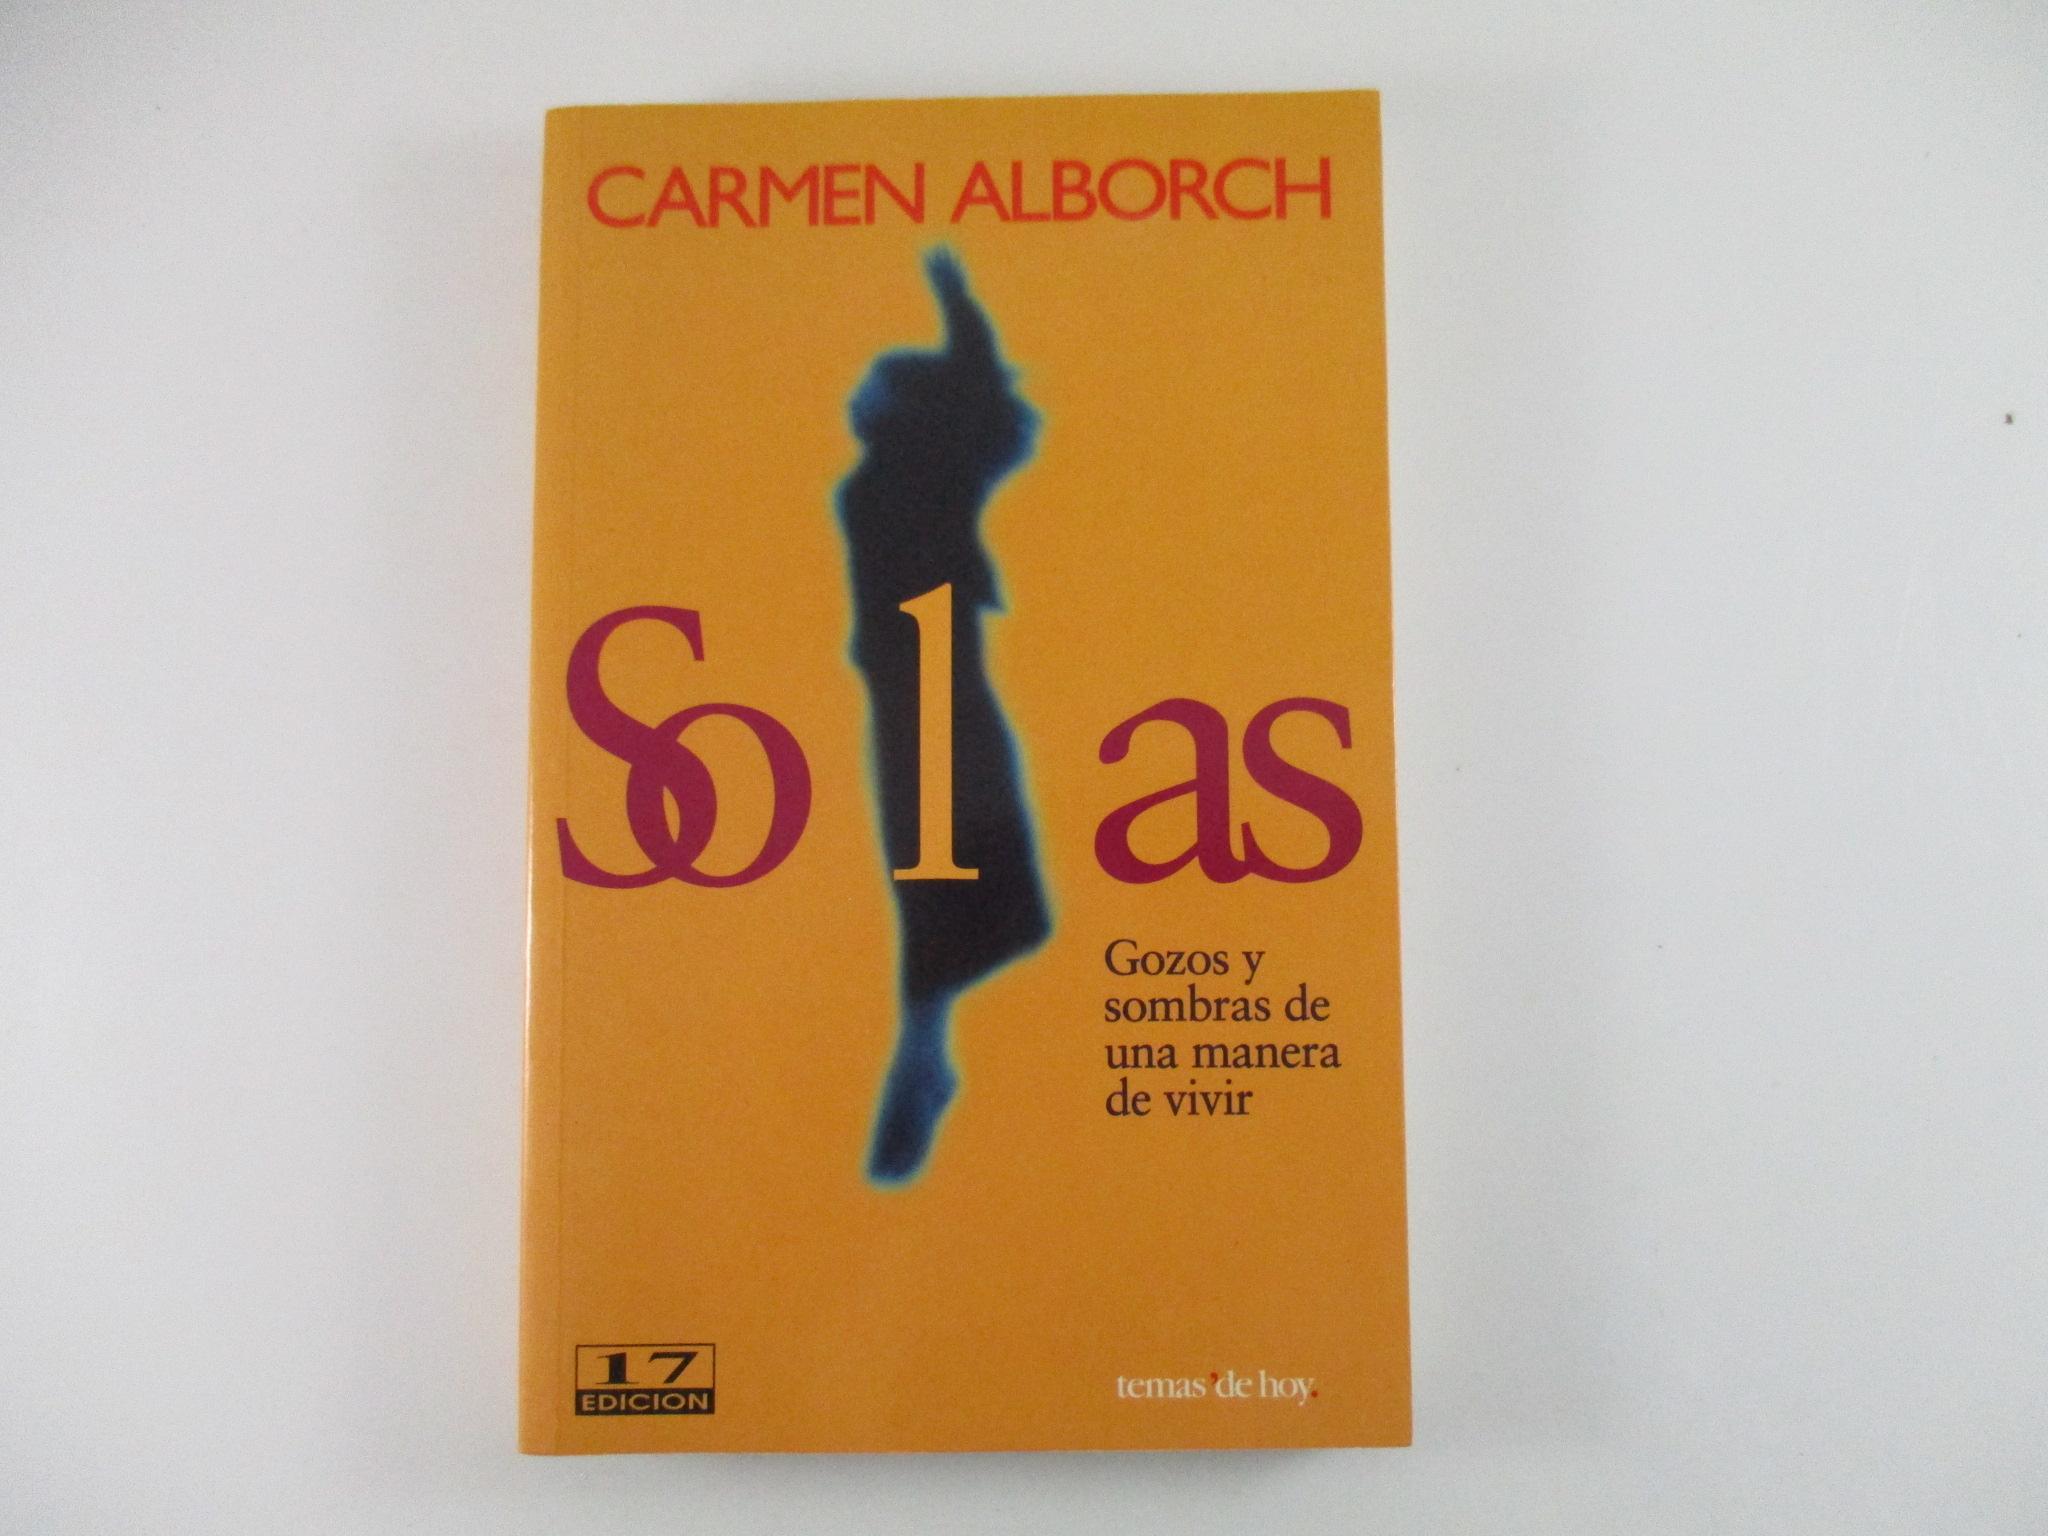 CARMEN ALBORCH
Solas
Gozos y
sombras de
una manera
de vivir
17
EDICION
temas'de hoy.